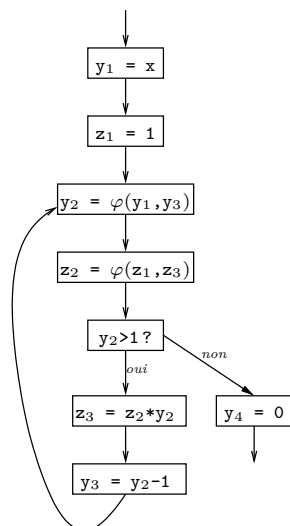 y₁ = x
z₁ = 1
y₂ = φ(y₁,y₃)
z₂ = φ(z₁,z₃)
y₂>1?
oui
non
z₃ = z₂*y₂
y₄ = 0
y₃ = y₂-1